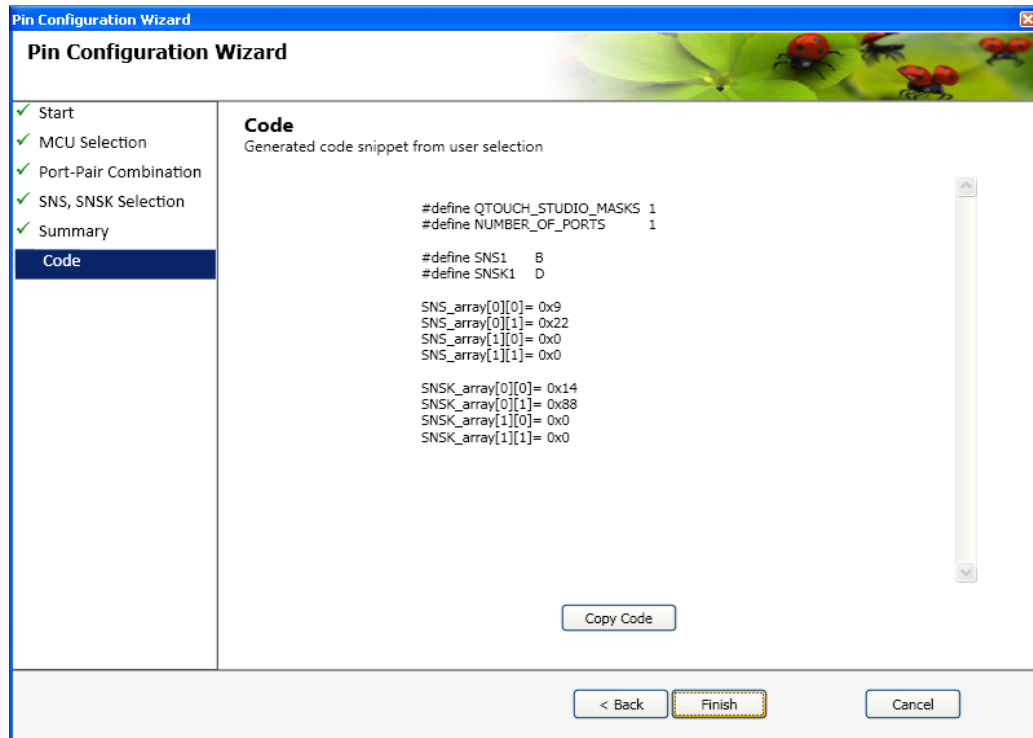 Pin Configuration Wizard
Pin Configuration Wizard
Start
MCU Selection
Port-Pair Combination
SNS, SNSK Selection
Summary
Code
Code
Generated code snippet from user selection
#define QTOUCH_STUDIO_MASKS 1
#define NUMBER_OF_PORTS 1
#define SNS1 B
#define SNSK1 D
SNS_array[0][0]= 0x9
SNS_array[0][1]= 0x22
SNS_array[1][0]= 0x0
SNS_array[1][1]= 0x0
SNSK_array[0][0]= 0x14
SNSK_array[0][1]= 0x88
SNSK_array[1][0]= 0x0
SNSK_array[1][1]= 0x0
Copy Code
< Back Finish Cancel